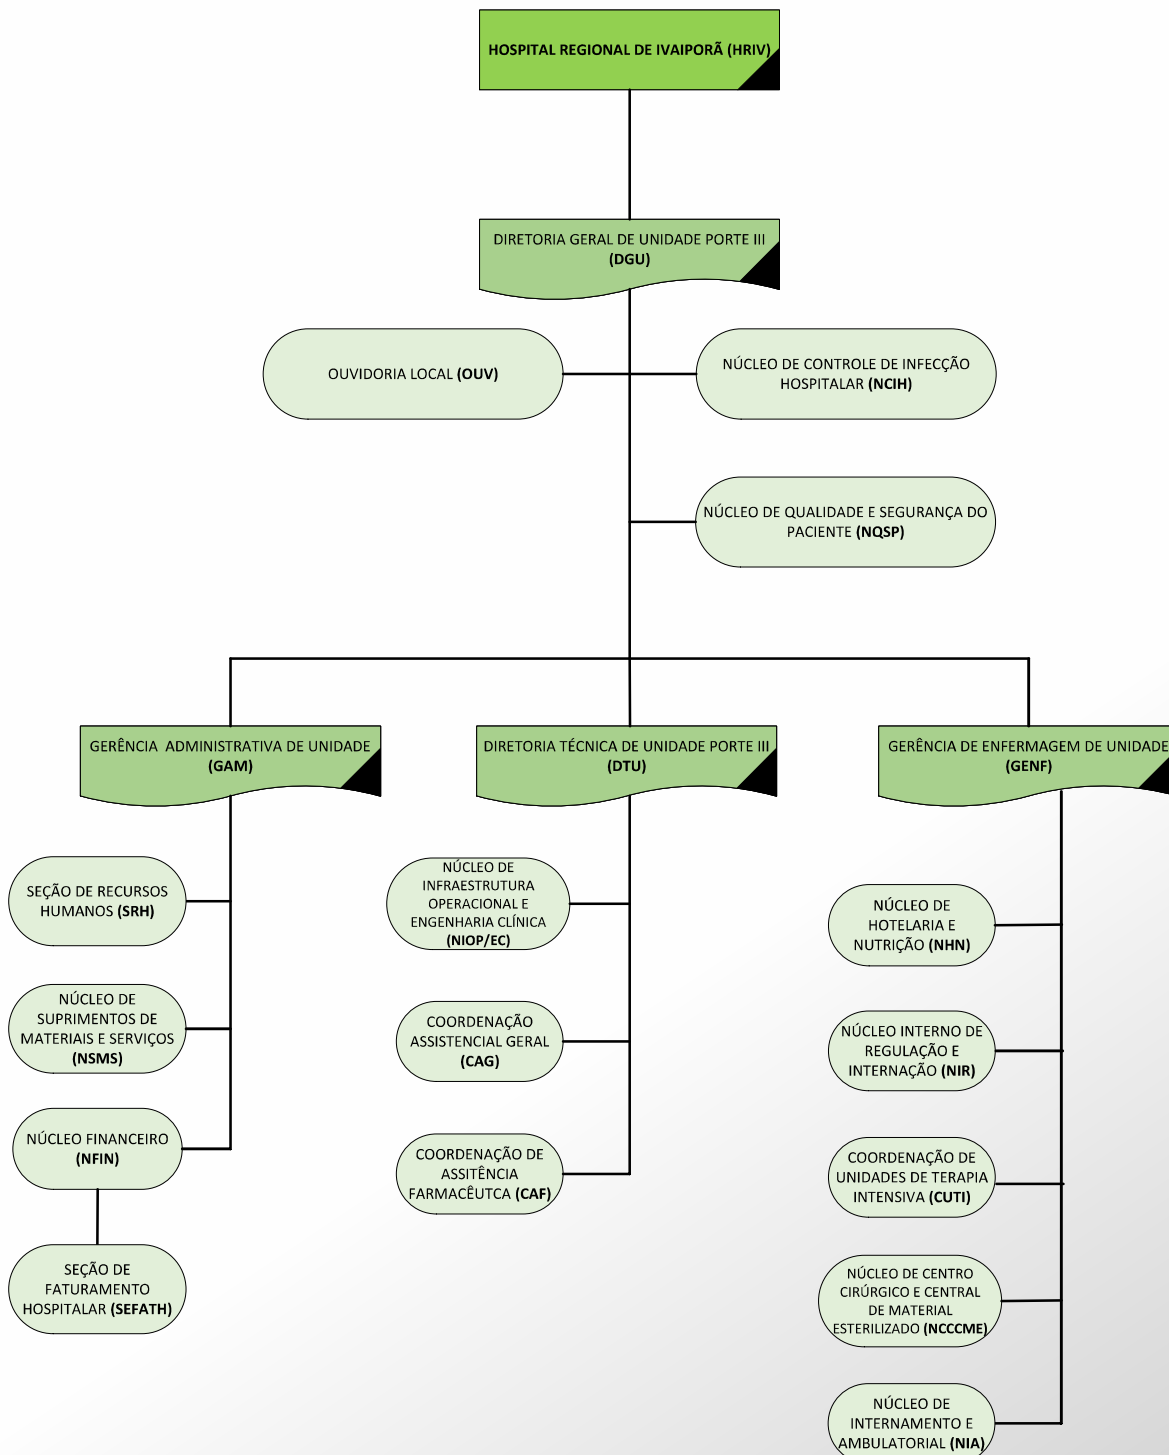 HOSPITAL REGIONAL DE IVAIPORÃ (HRIV)
DIRETORIA GERAL DE UNIDADE PORTE III
(DGU)
OUVIDORIA LOCAL (OUV)
NÚCLEO DE CONTROLE DE INFECÇÃO
HOSPITALAR (NCIH)
NÚCLEO DE QUALIDADE E SEGURANÇA DO
PACIENTE (NQSP)
GERÊNCIA ADMINISTRATIVA DE UNIDADE
(GAM)
SEÇÃO DE RECURSOS
HUMANOS (SRH)
NÚCLEO DE
SUPRIMENTOS DE
MATERIAIS E SERVIÇOS
(NSMS)
NÚCLEO FINANCEIRO
(NFIN)
SEÇÃO DE
FATURAMENTO
HOSPITALAR (SEFATH)
DIRETORIA TÉCNICA DE UNIDADE PORTE III
(DTU)
NÚCLEO DE
INFRAESTRUTURA
OPERACIONAL E
ENGENHARIA CLÍNICA
(NIOP/EC)
COORDENAÇÃO
ASSISTENCIAL GERAL
(CAG)
COORDENAÇÃO DE
ASSITÊNCIA
FARMACÊUTCA (CAF)
GERÊNCIA DE ENFERMAGEM DE UNIDADE
(GENF)
NÚCLEO DE
HOTELARIA E
NUTRIÇÃO (NHN)
NÚCLEO INTERNO DE
REGULAÇÃO E
INTERNAÇÃO (NIR)
COORDENAÇÃO DE
UNIDADES DE TERAPIA
INTENSIVA (CUTI)
NÚCLEO DE CENTRO
CIRÚRGICO E CENTRAL
DE MATERIAL
ESTERILIZADO (NCCCME)
NÚCLEO DE
INTERNAMENTO E
AMBULATORIAL (NIA)